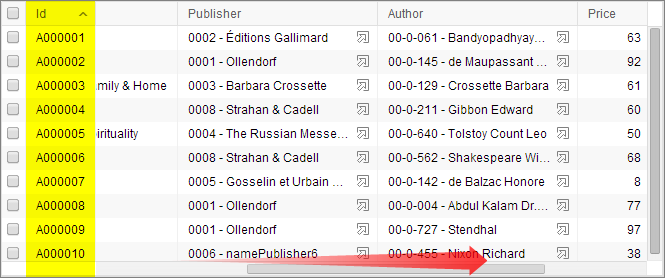 Id Publisher Author Price
A000001 0002 - Éditions Gallimard 00-0-061 - Bandyopadhyay... 63
A000002 0001 - Ollendorf 00-0-145 - de Maupassant ... 92
A000003 amily & Home 0003 - Barbara Crossette 00-0-129 - Crossette Barbara 61
A000004 0008 - Strahan & Cadell 00-0-211 - Gibbon Edward 60
A000005 pirituality 0004 - The Russian Messe... 00-0-640 - Tolstoy Count Leo 50
A000006 0008 - Strahan & Cadell 00-0-562 - Shakespeare Wi... 68
A000007 0005 - Gosselin et Urbain ... 00-0-142 - de Balzac Honore 8
A000008 0001 - Ollendorf 00-0-004 - Abdul Kalam Dr.... 77
A000009 0001 - Ollendorf 00-0-727 - Stendhal 97
A000010 0006 - namePublisher6 00-0-455 - Nixon Richard 38